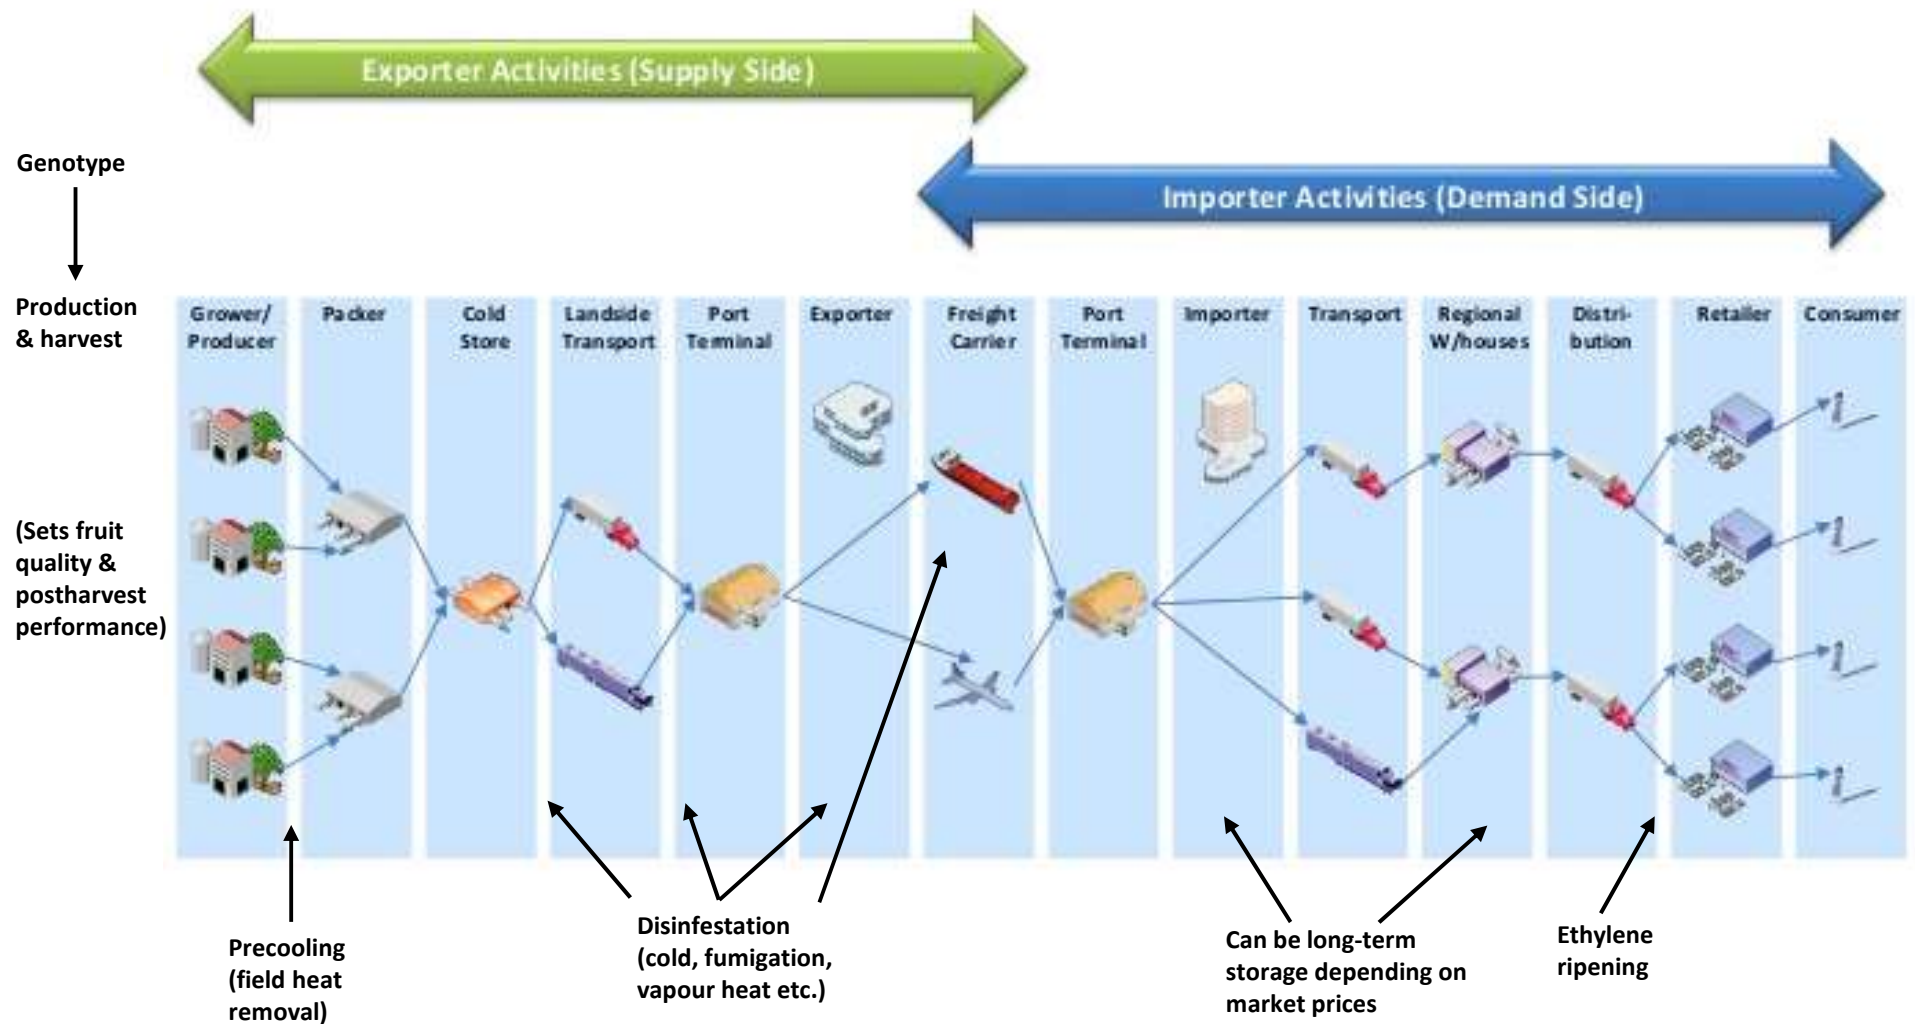 Exporter Activities (Supply Side)
Genotype
Importer Activities (Demand Side)
Production
& harvest
Grower/
Producer
Packer
Cold
Store
Landside
Transport
Port
Terminal
Exporter
Freight
Carrier
Port
Terminal
Importer
Transport
Regional
W/houses
Distri-
bution
Retailer
Consumer
(Sets fruit
quality &
postharvest
performance)
Precooling
(field heat
removal)
Disinfestation
(cold, fumigation,
vapour heat etc.)
Can be long-term
storage depending on
market prices
Ethylene
ripening